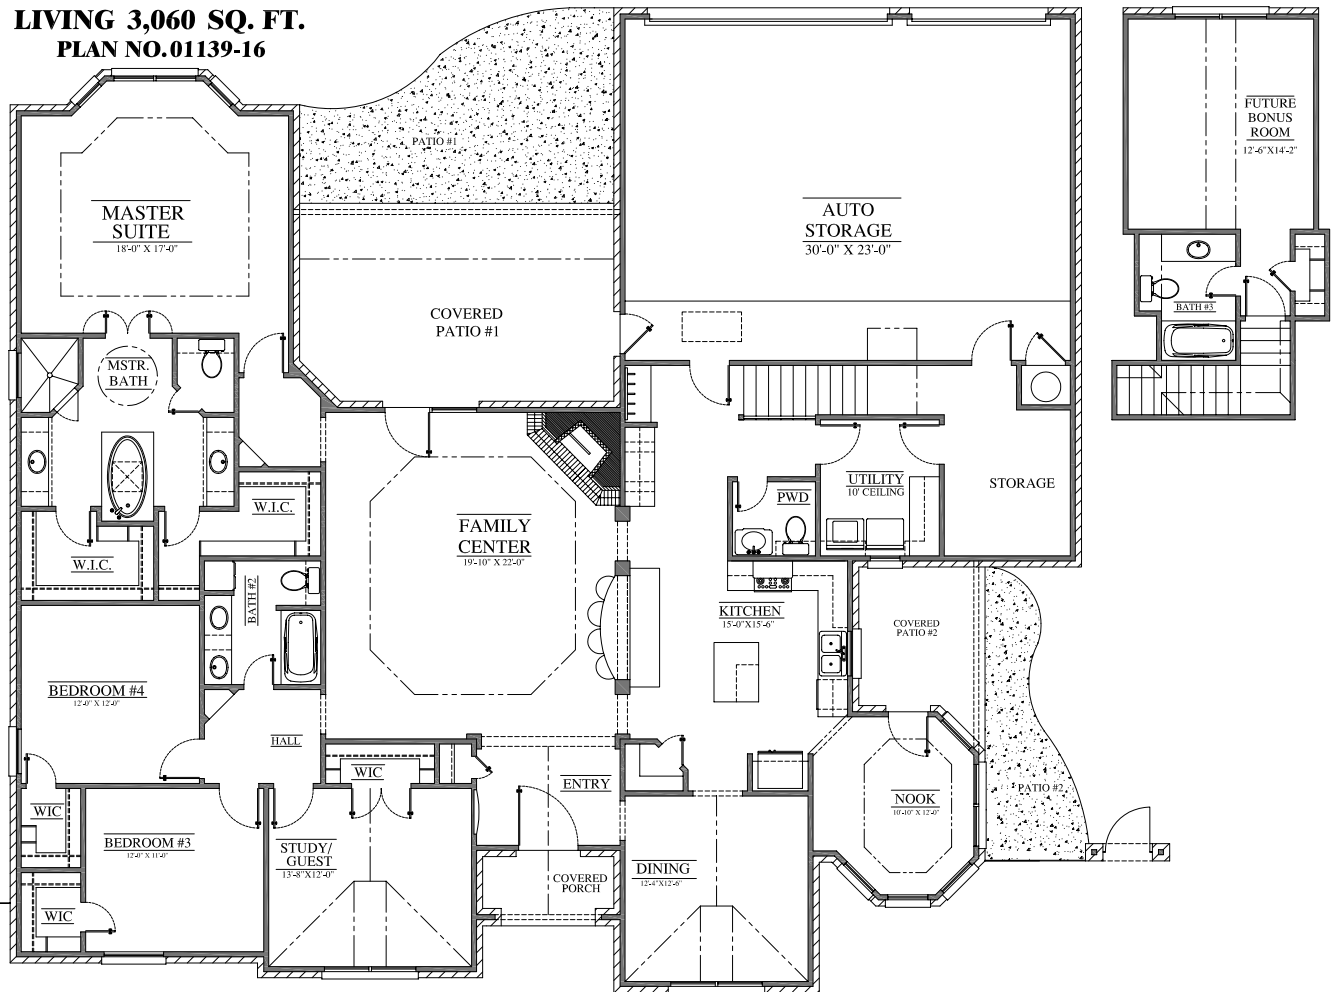 LIVING 3,060 SQ. FT.
PLAN NO.01139-16
PATIO #1
FUTURE
BONUS
ROOM
12'-6"X14'-2"
MASTER
SUITE
18'-0" X 17'-0"
AUTO
STORAGE
30'-0" X 23'-0"
COVERED
PATIO #1
BATH #3
MSTR.
BATH
UTILITY
10' CEILING
STORAGE
PWD
W.I.C.
W.I.C.
FAMILY
CENTER
19'-10" X 22'-0"
BATH #2
KITCHEN
15'-0"X15'-6"
COVERED
PATIO #2
BEDROOM #4
12'-0" X 12'-0"
HALL
WIC
ENTRY
NOOK
10'-10" X 12'-0"
PATIO #2
WIC
BEDROOM #3
12'-0" X 11'-0"
STUDY/
GUEST
13'-8"X12'-0"
COVERED
PORCH
DINING
12'-4"X12'-6"
WIC